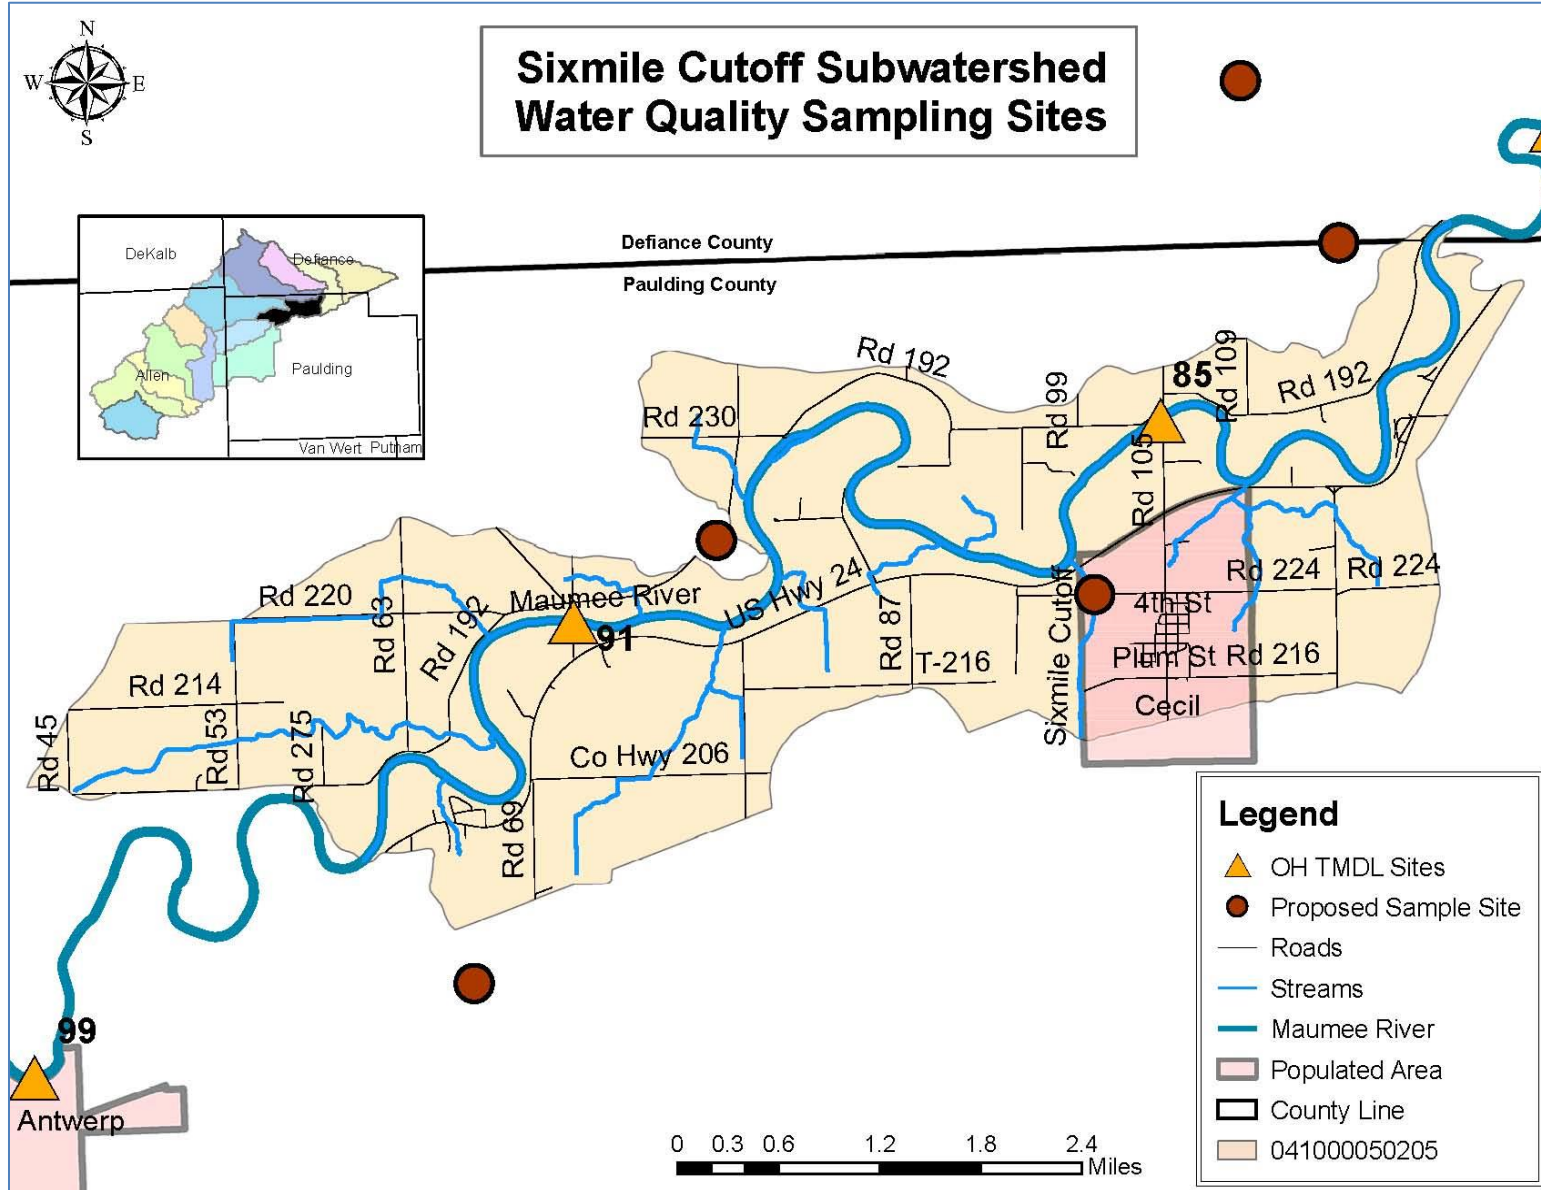 N
W
E
S
Sixmile Cutoff Subwatershed
Water Quality Sampling Sites
Defiance County
Paulding County
DeKalb
Defiance
Allen
Paulding
Van Wert
Putnam
Rd 192
Rd 230
Rd 99
85
Rd 109
Rd 192
Rd 105
Rd 220
Rd 63
Rd 192
Maumee River
91
US Hwy 24
Rd 87
T-216
Sixmile Cutoff
4th St
Rd 224
Rd 224
Plum St
Rd 216
Cecil
Rd 214
Rd 45
Rd 53
Rd 275
Co Hwy 206
Rd 69
99
Antwerp
0 0.3 0.6 1.2 1.8 2.4
Miles
Legend
OH TMDL Sites
Proposed Sample Site
Roads
Streams
Maumee River
Populated Area
County Line
041000050205